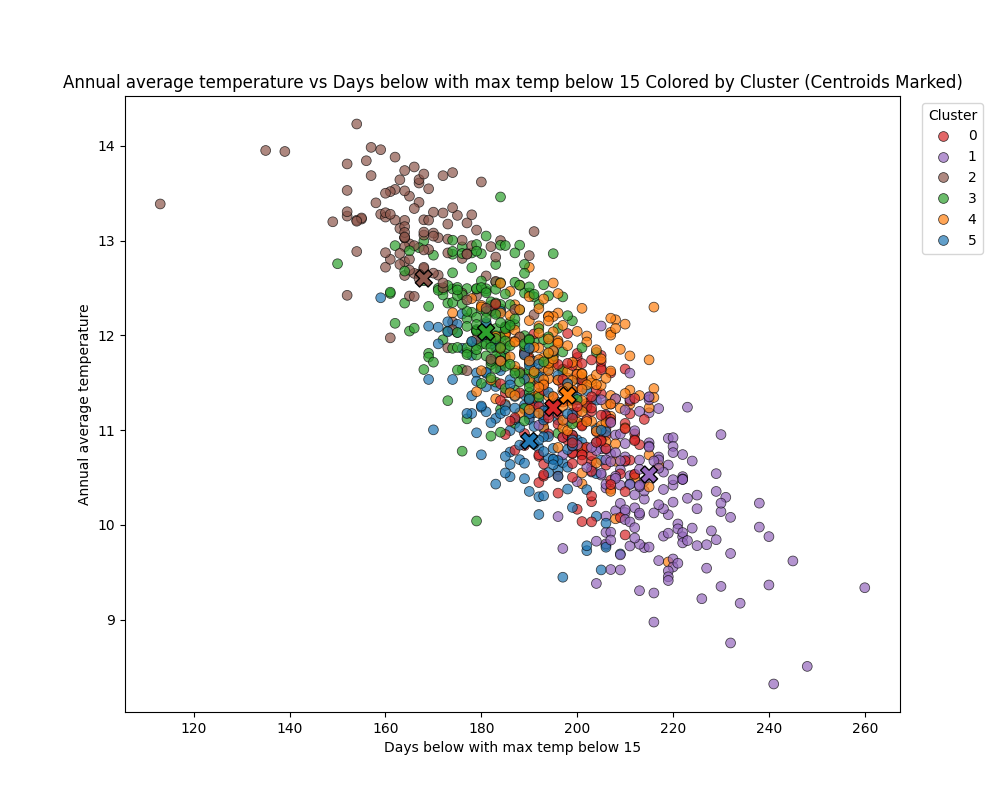 Annual average temperature vs Days below with max temp below 15 Colored by Cluster (Centroids Marked)
Cluster
0
1
2
3
4
5
14
13
12
11
10
9
Annual average temperature
120 140 160 180 200 220 240 260
Days below with max temp below 15